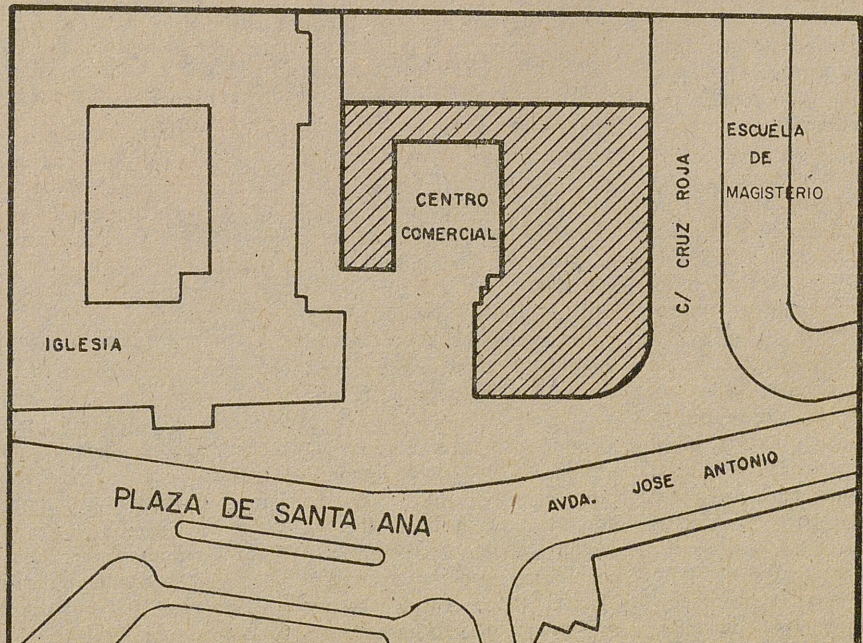 ESCUELA
DE
MAGISTERIO
CENTRO
COMERCIAL
C/ CRUZ ROJA
IGLESIA
PLAZA DE SANTA ANA
AVDA. JOSE ANTONIO